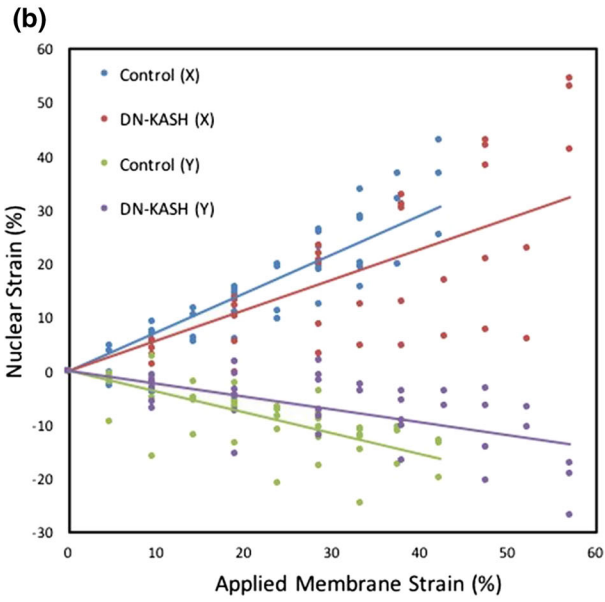 (b)
60
50
40
30
20
10
0
-10
-20
-30
Nuclear Strain (%)
Control (X)
DN-KASH (X)
Control (Y)
DN-KASH (Y)
0 10 20 30 40 50 60
Applied Membrane Strain (%)